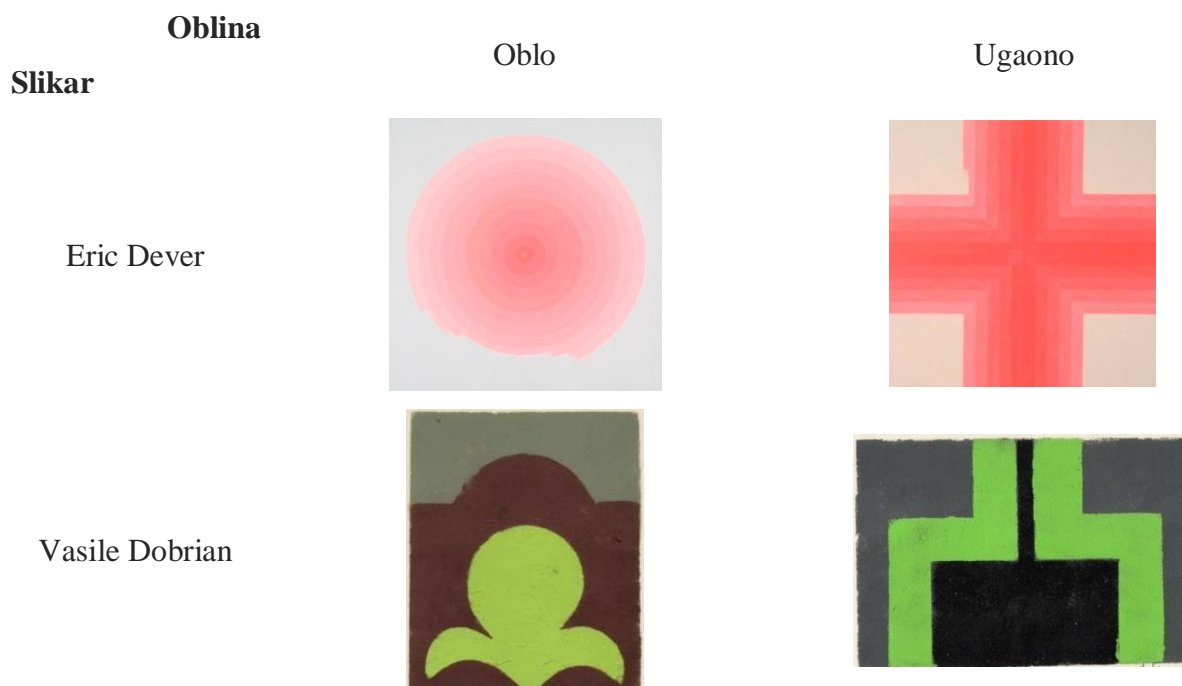 Oblina
Slikar
Oblo
Ugaono
Eric Dever
Vasile Dobrian